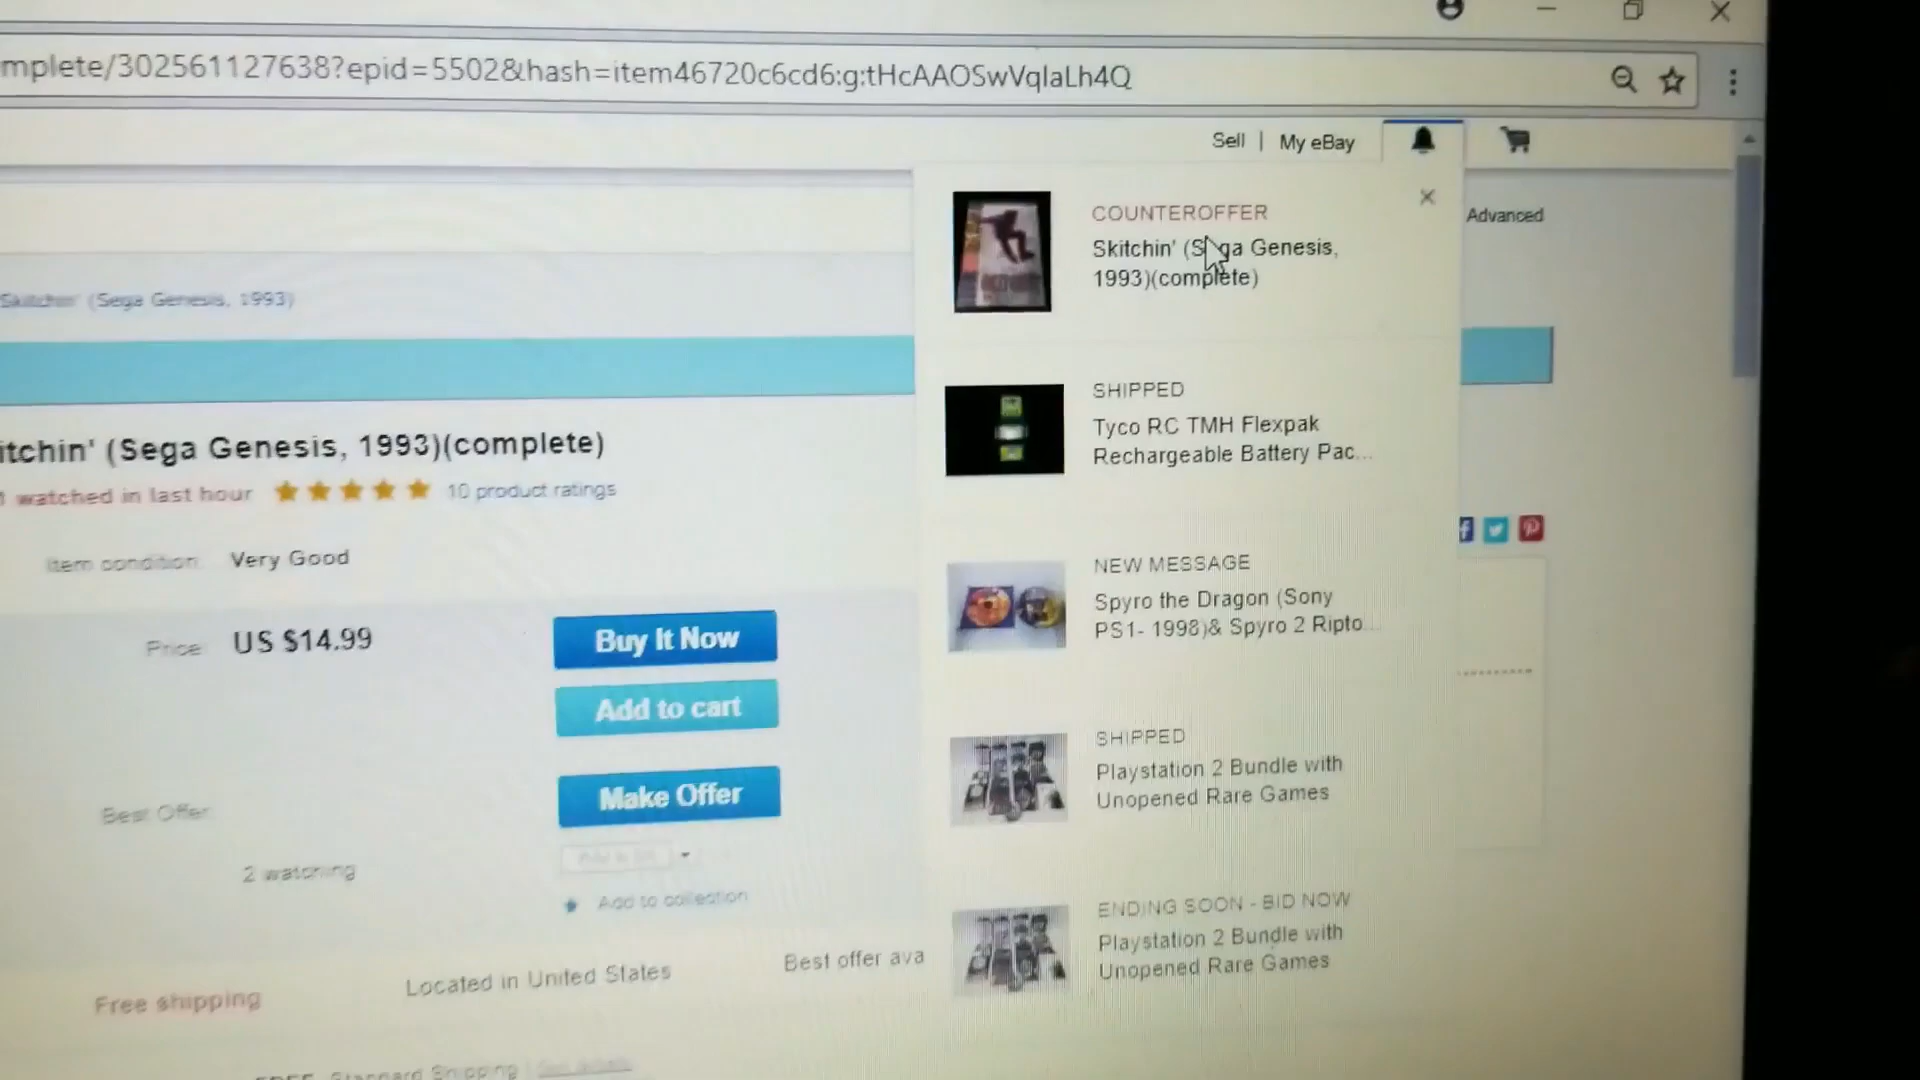 mplete/302561127638?epid=5502&hash=item46720c6cd6:g:tHcAAOSwVqlaLh4Q
Sell | My eBay
Advanced
Skitchin' (Sega Genesis, 1993)
COUNTEROFFER
Skitchin' (Sega Genesis,
1993)(complete)
SHIPPED
Tyco RC TMH Flexpak
Rechargeable Battery Pac...
itchin' (Sega Genesis, 1993)(complete)
1 watched in last hour
10 product ratings
Item condition: Very Good
NEW MESSAGE
Spyro the Dragon (Sony
PS1- 1998)& Spyro 2 Ripto...
Price: US $14.99
Buy It Now
Add to cart
Make Offer
Best Offer:
2 watching
Add to collection
SHIPPED
Playstation 2 Bundle with
Unopened Rare Games
ENDING SOON - BID NOW
Playstation 2 Bundle with
Unopened Rare Games
Free shipping
Located in United States
Best offer ava
FREE Standard Shipping |